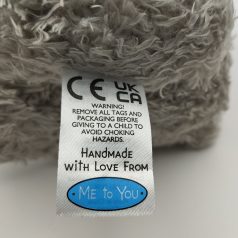 CE UK
CA
WARNING!
REMOVE ALL TAGS AND
PACKAGING BEFORE
GIVING TO A CHILD TO
AVOID CHOKING
HAZARDS.
HANDMADE
WITH LOVE FROM
ME TO YOU